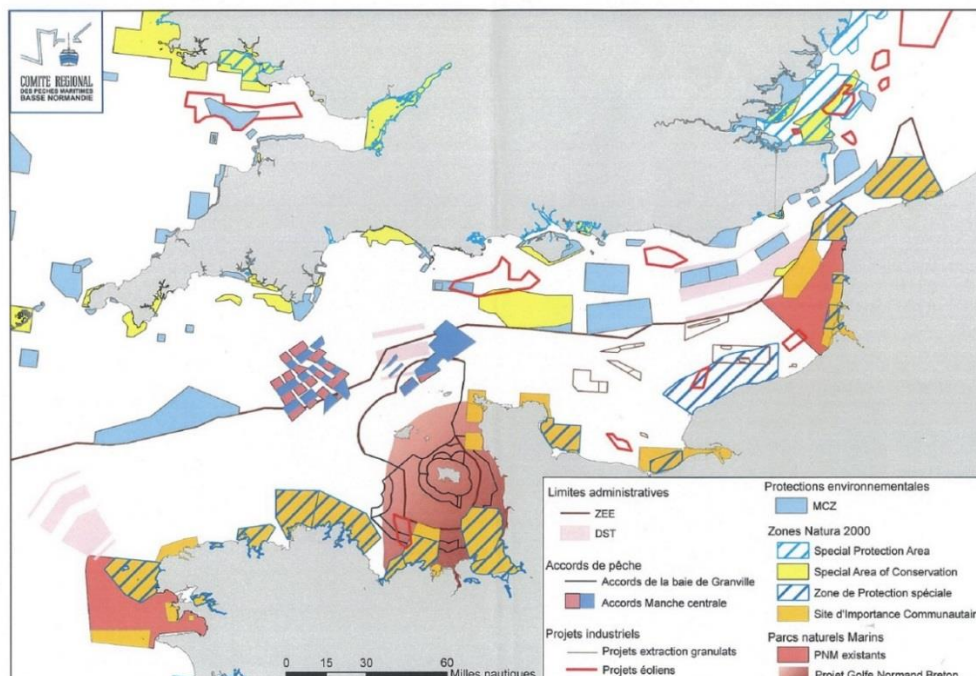 COMITE REGIONAL
DES PECHES MARITIMES
BASSE NORMANDIE
Limites administratives
ZEE
DST
Accords de pêche
Accords de la baie de Granville
Accords Manche centrale
Projets industriels
Projets extraction granulats
Projets éoliens
Protections environnementales
MCZ
Zones Natura 2000
Special Protection Area
Special Area of Conservation
Zone de Protection spéciale
Site d'Importance Communautair
Parcs naturels Marins
PNM existants
Projet Golfe Normand Breton
0 15 30 60
Milles nautiques